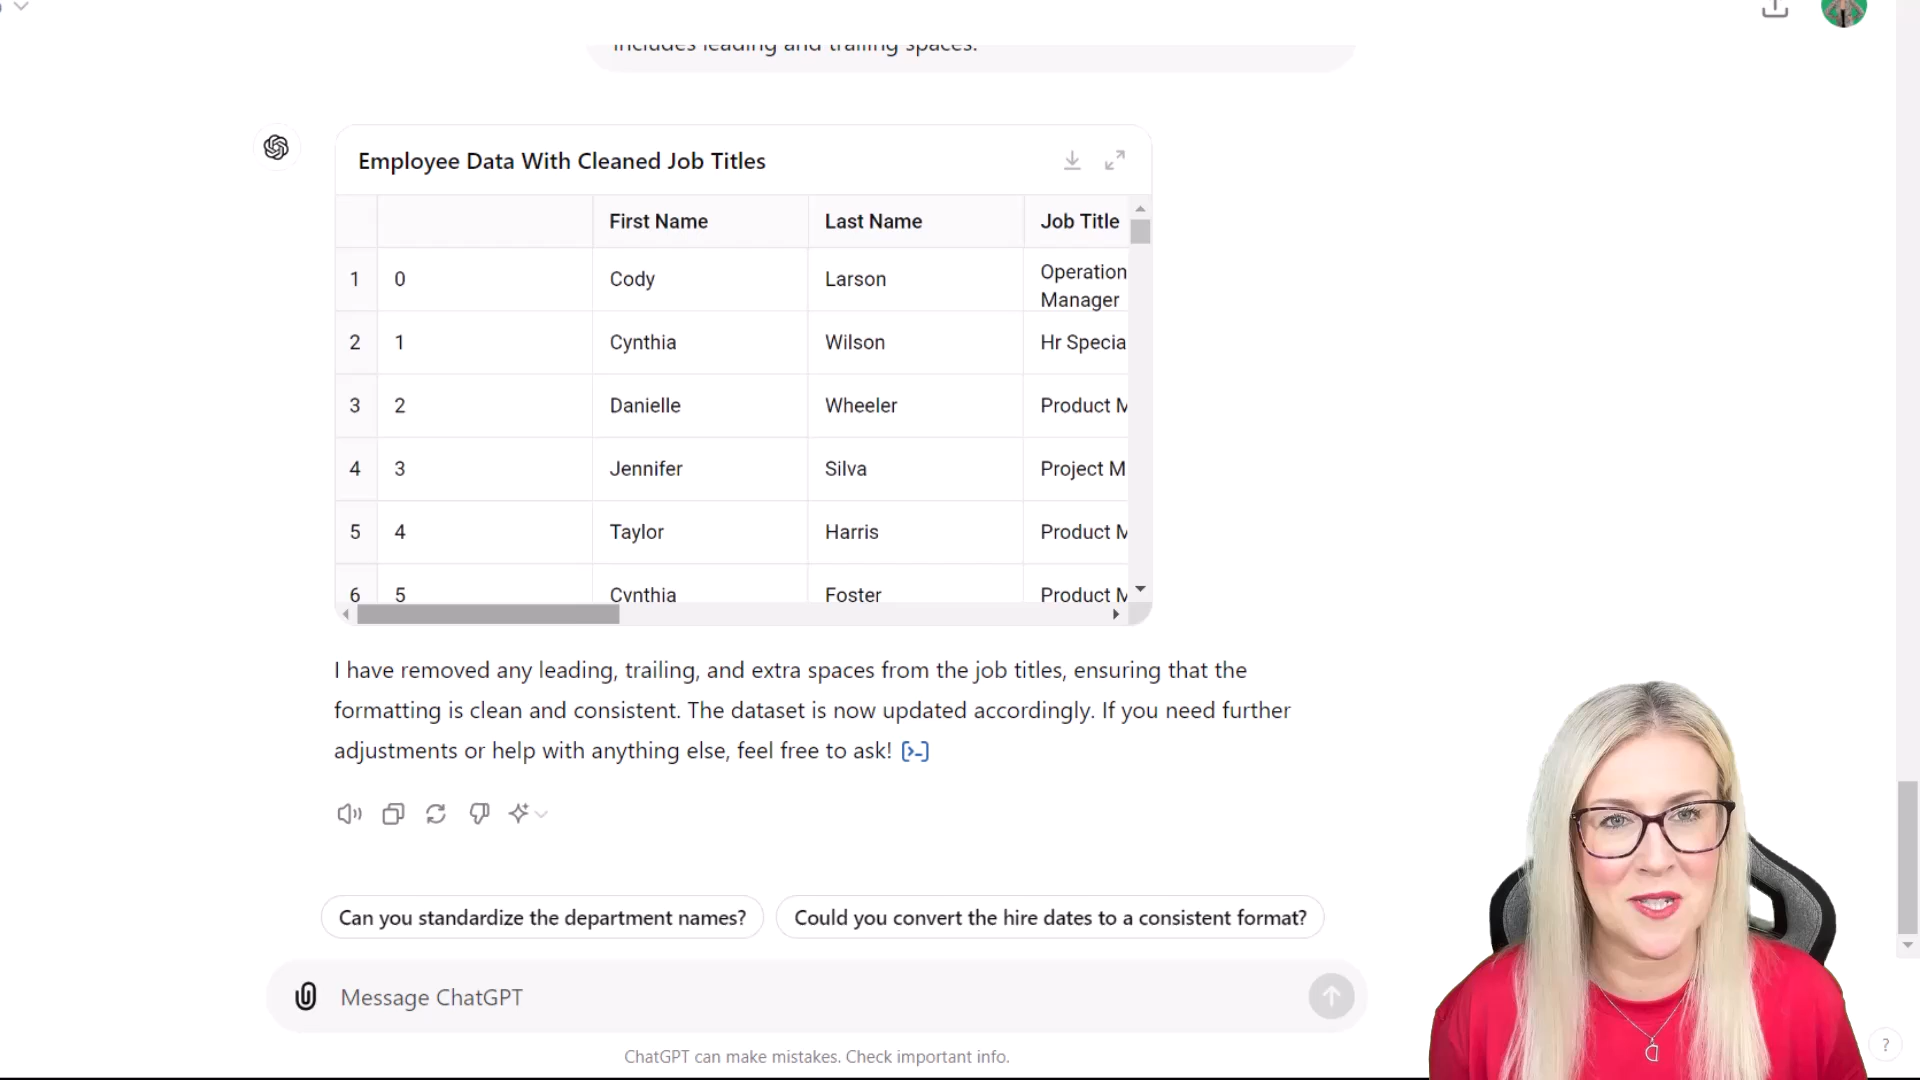 includes leading and trailing spaces.
Employee Data With Cleaned Job Titles
First Name Last Name Job Title
1 0 Cody Larson Operation
Manager
2 1 Cynthia Wilson Hr Specia
3 2 Danielle Wheeler Product M
4 3 Jennifer Silva Project M
5 4 Taylor Harris Product M
6 5 Cynthia Foster Product M
I have removed any leading, trailing, and extra spaces from the job titles, ensuring that the
formatting is clean and consistent. The dataset is now updated accordingly. If you need further
adjustments or help with anything else, feel free to ask! [>-]
Can you standardize the department names? Could you convert the hire dates to a consistent format?
Message ChatGPT
ChatGPT can make mistakes. Check important info.
?